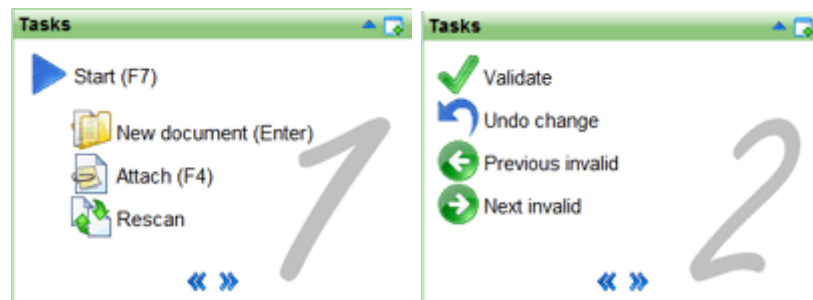 Tasks
Start (F7)
New document (Enter)
Attach (F4)
Rescan
1
Tasks
Validate
Undo change
Previous invalid
Next invalid
2